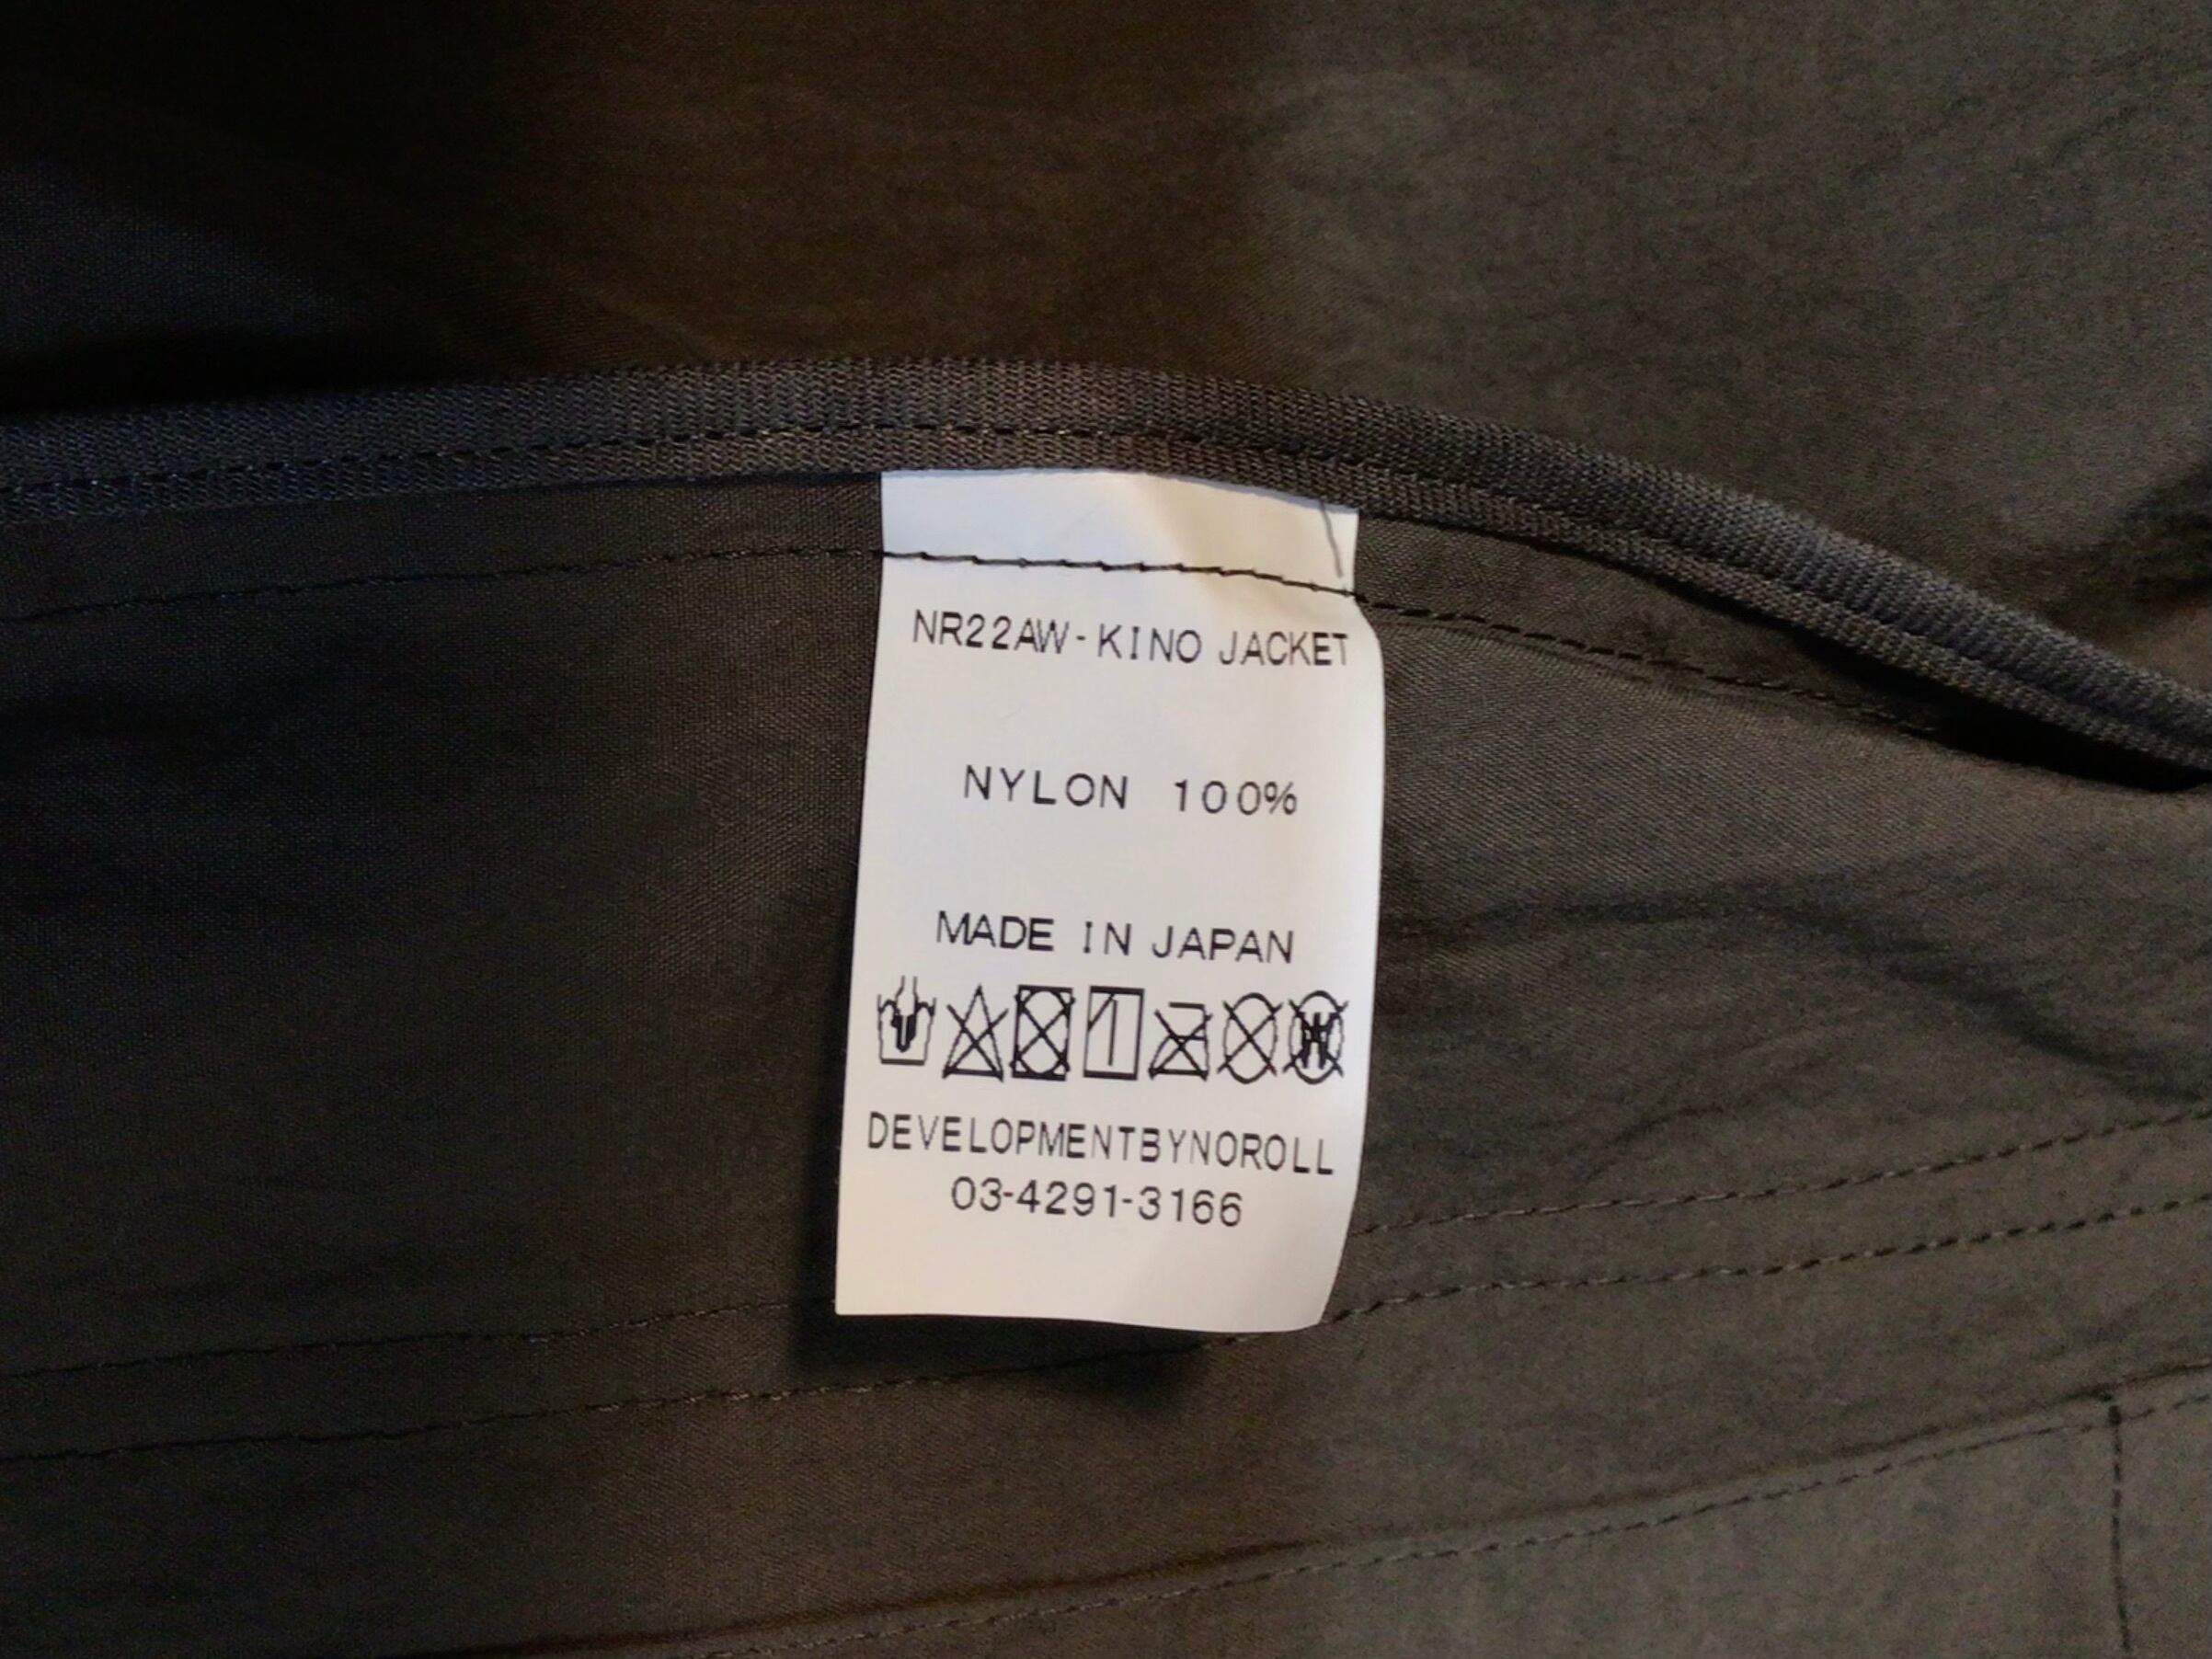 NR22AW-KINO JACKET
NYLON 100%
MADE IN JAPAN
DEVELOPMENTBYNOROLL
03-4291-3166